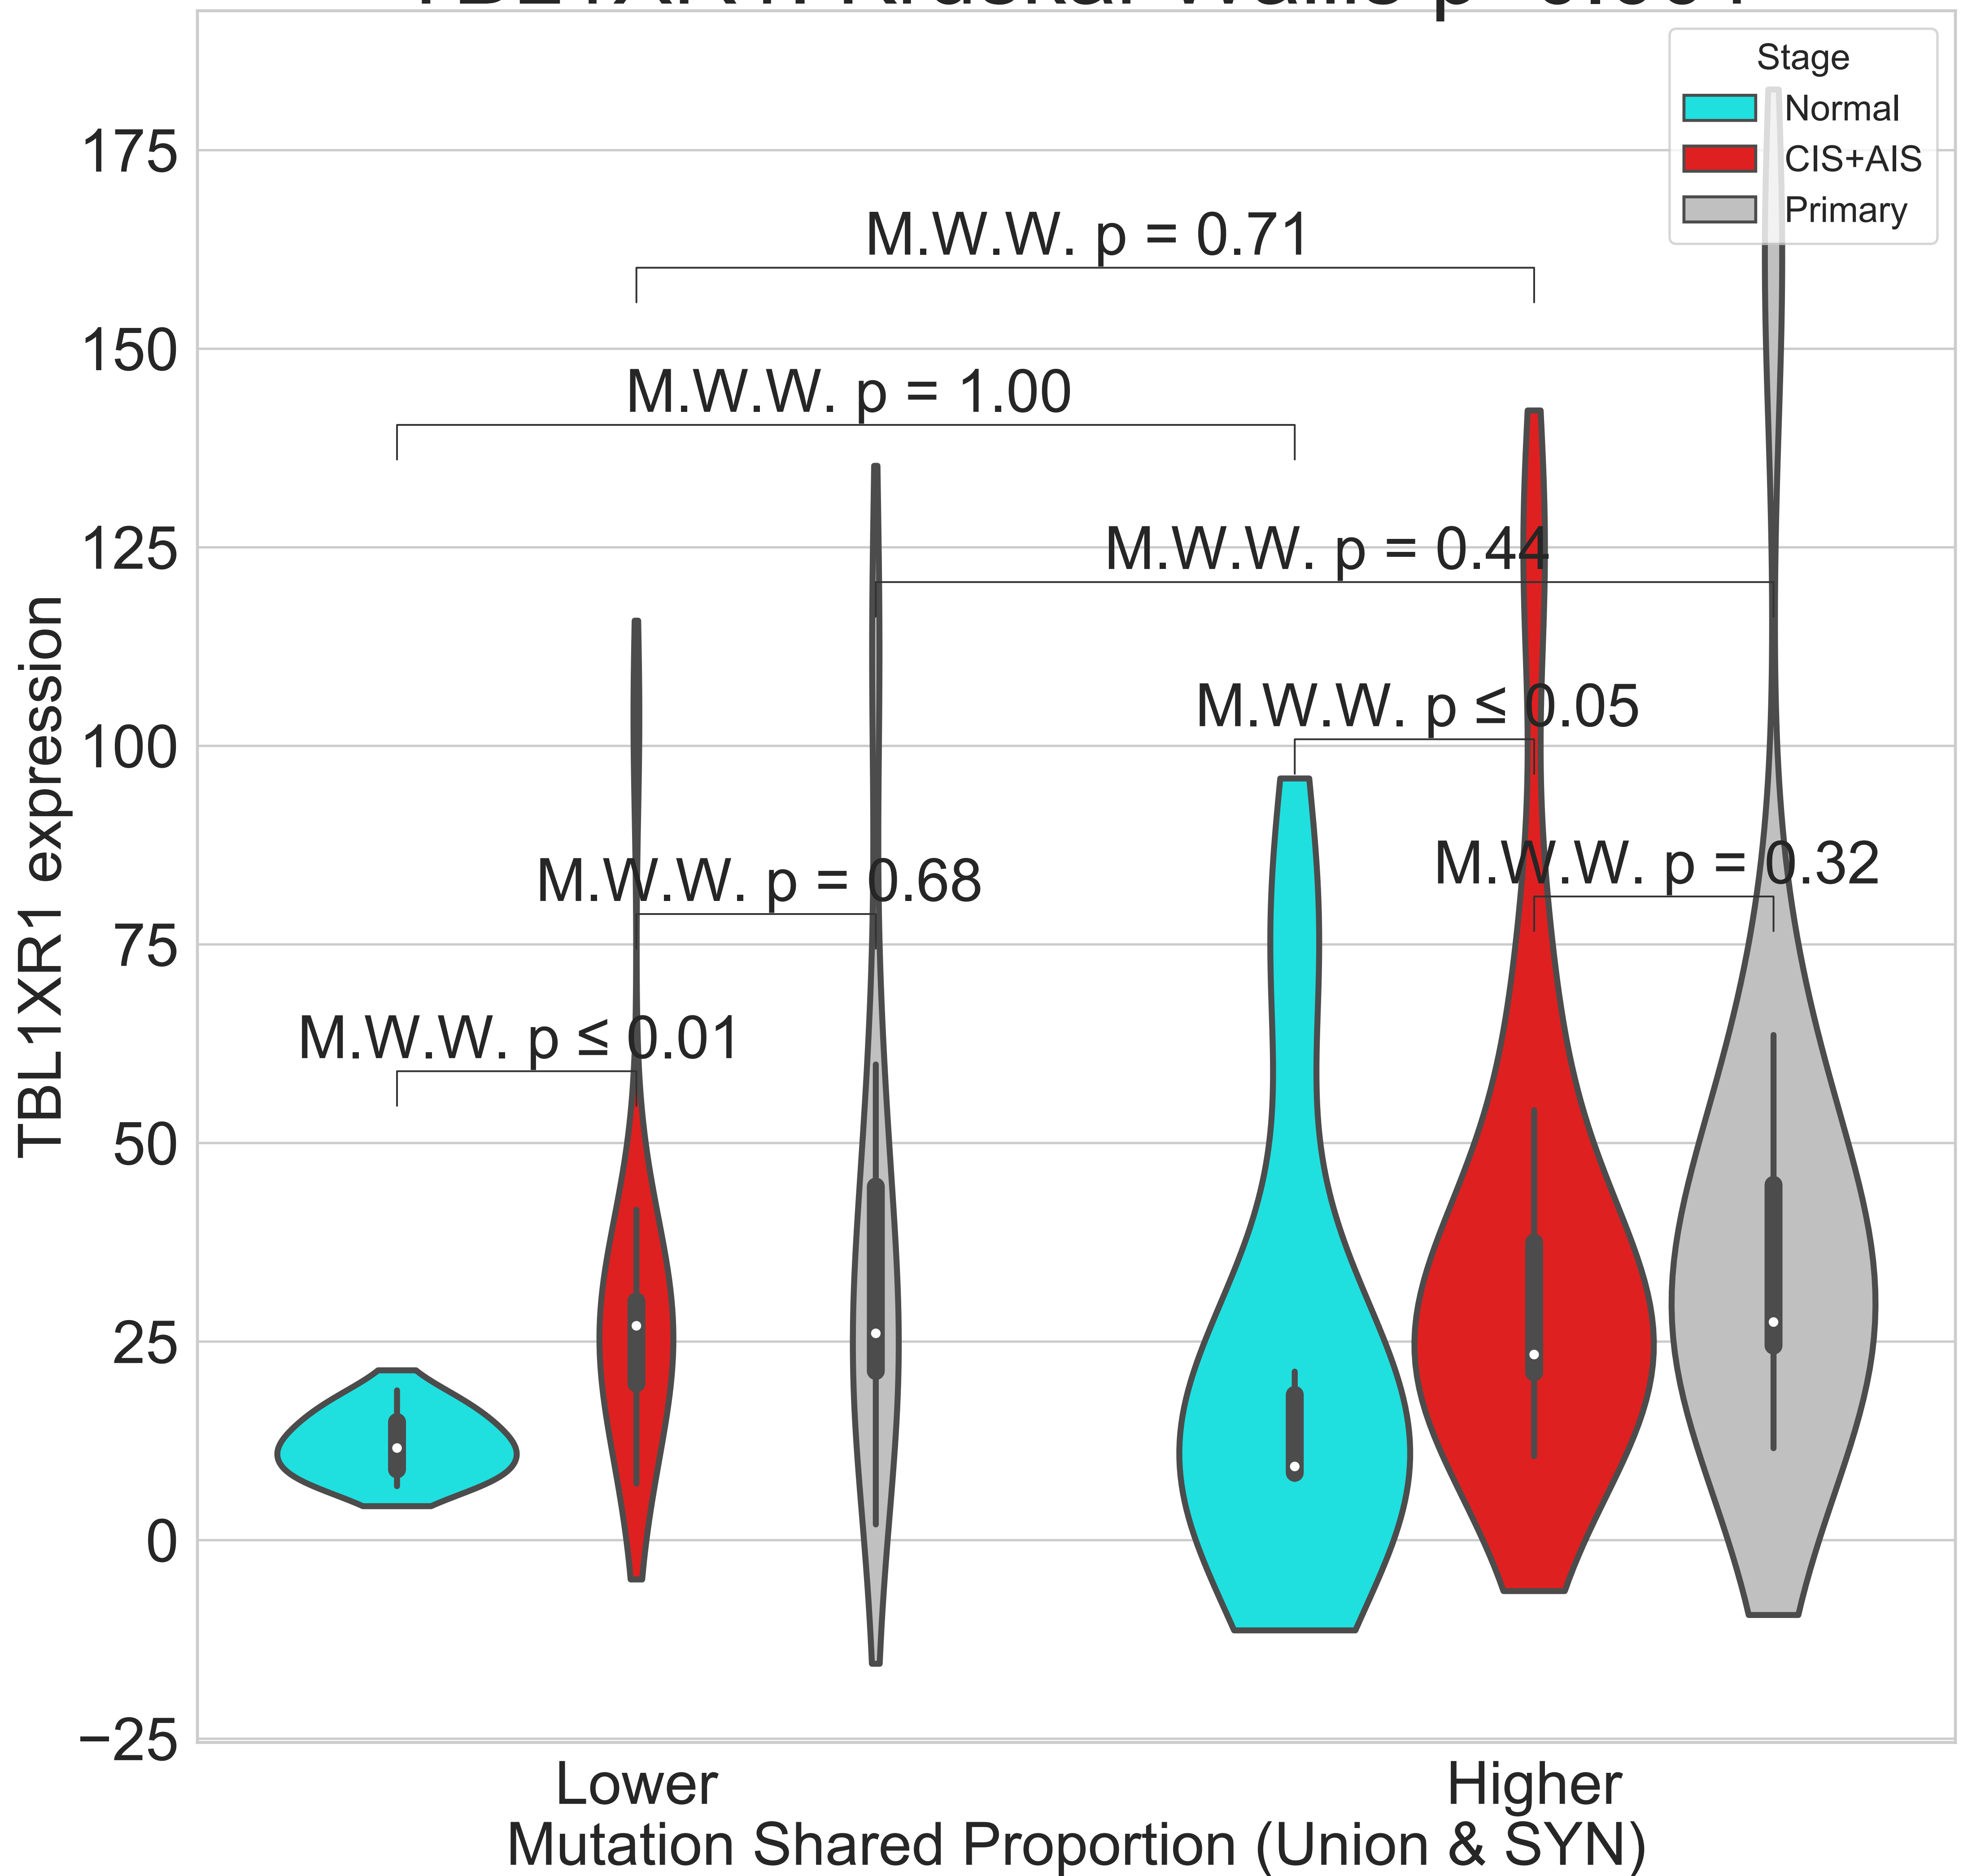 Stage
Normal
CIS+AIS
Primary
175
150
125
100
75
50
25
0
−25
TBL1XR1 expression
M.W.W. p = 0.71
M.W.W. p = 1.00
M.W.W. p = 0.44
M.W.W. p ≤ 0.05
M.W.W. p = 0.68
M.W.W. p = 0.32
M.W.W. p ≤ 0.01
Lower
Higher
Mutation Shared Proportion (Union & SYN)